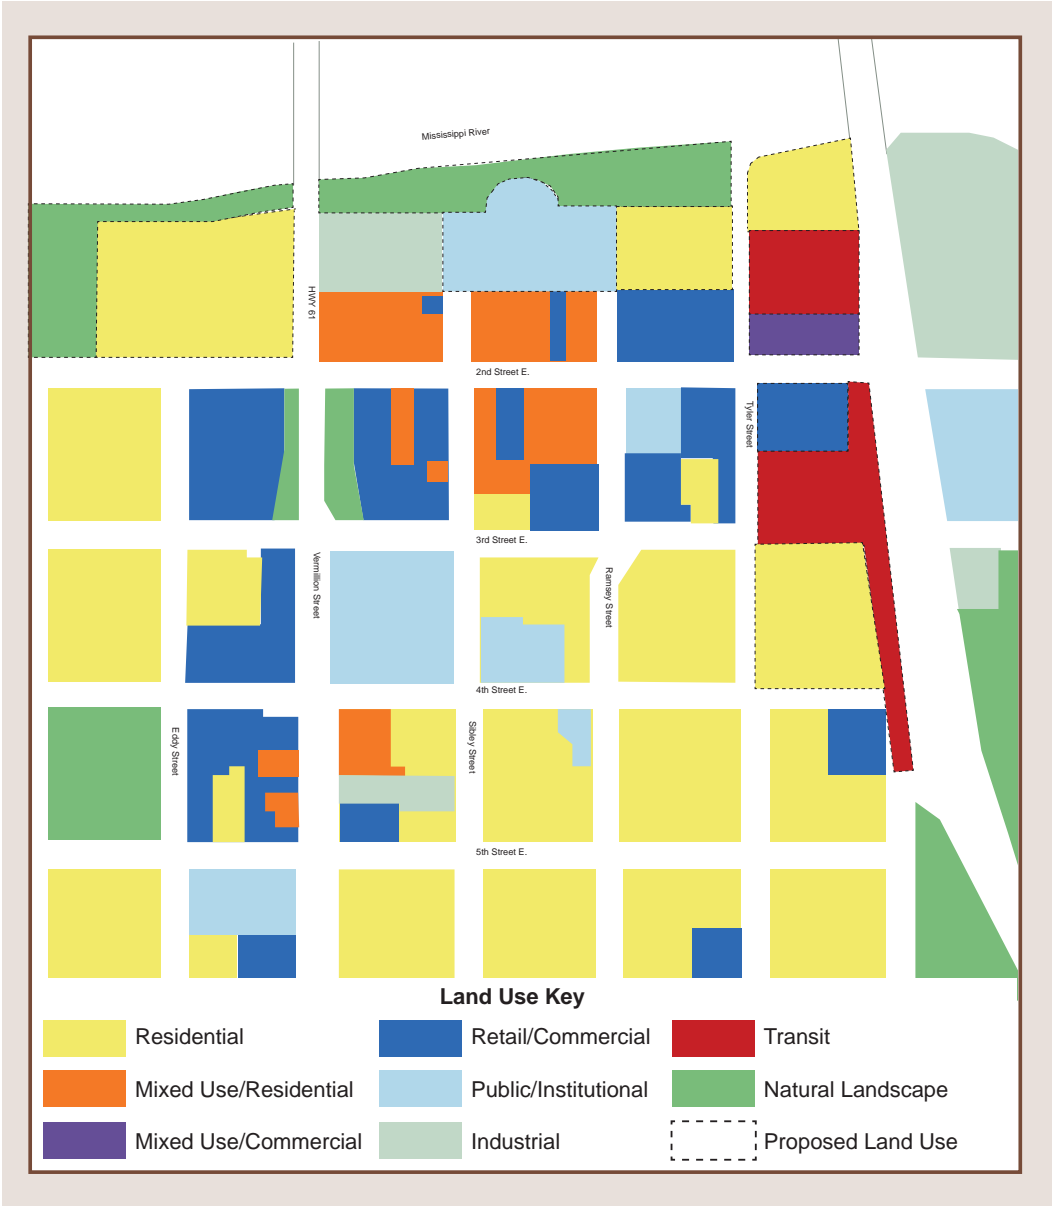 Mississippi River
HWY 61
2nd Street E.
Tyler Street
3rd Street E.
Vermillion Street
Ramsey Street
4th Street E.
Eddy Street
Sibley Street
5th Street E.
Land Use Key
Residential
Retail/Commercial
Transit
Mixed Use/Residential
Public/Institutional
Natural Landscape
Mixed Use/Commercial
Industrial
Proposed Land Use